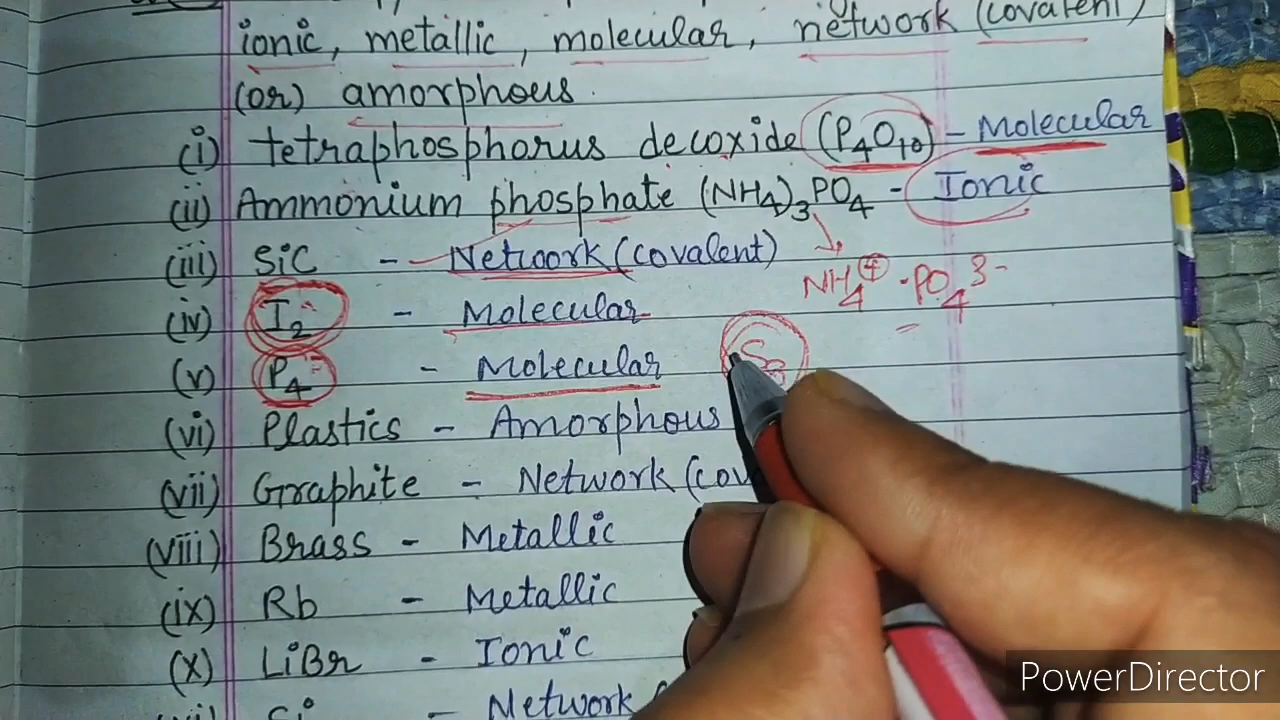 ionic, metallic, molecular, network (covalent)
(or) amorphous.
(i) tetraphosphorus decoxide (P4O10) - Molecular
(ii) Ammonium phosphate (NH4)3PO4 - Ionic
(iii) SiC - Network (covalent)
NH4⊕ · PO4 3-
(iv) I2 - Molecular
(v) P4 - Molecular S8
(vi) Plastics - Amorphous
(vii) Graphite - Network (cov
(viii) Brass - Metallic
(ix) Rb - Metallic
(x) LiBr - Ionic
Si - Network
PowerDirector